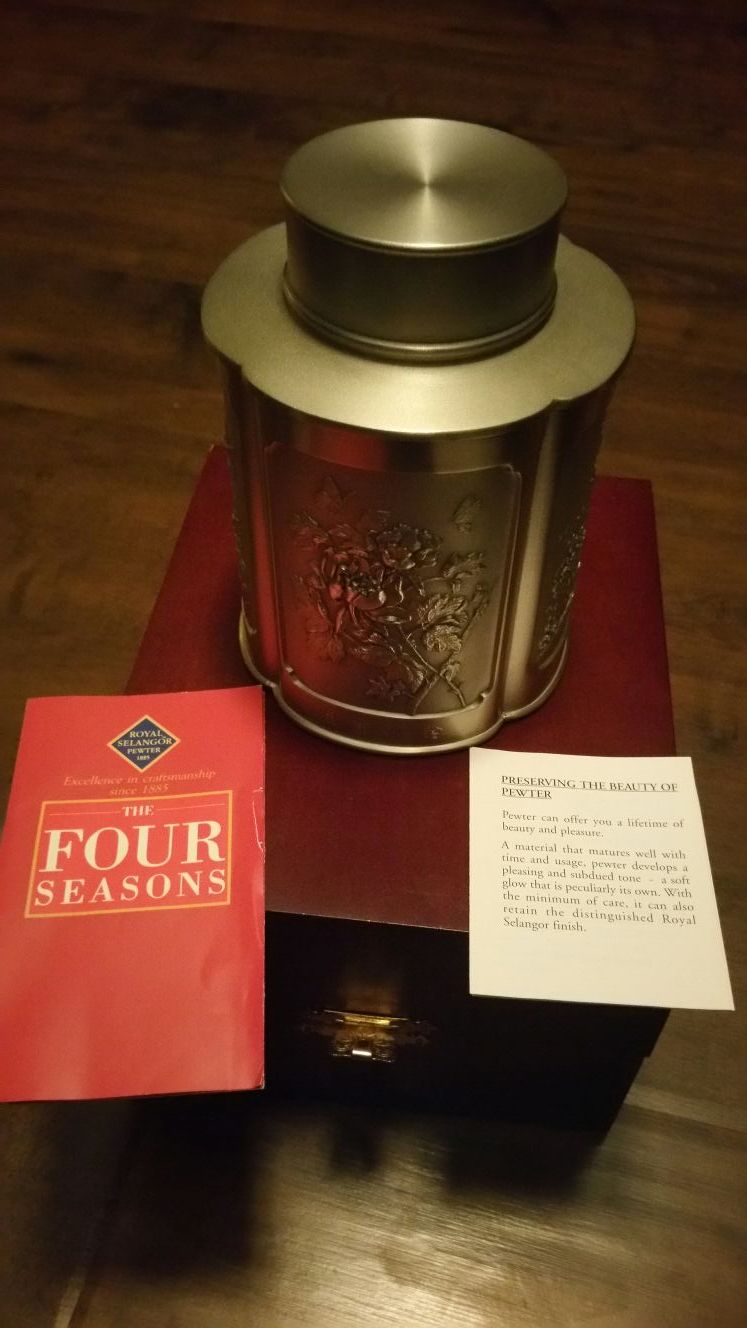 ROYAL
SELANGOR
PEWTER
1885
Excellence in craftsmanship
since 1885
THE
FOUR
SEASONS
PRESERVING THE BEAUTY OF
PEWTER
Pewter can offer you a lifetime of
beauty and pleasure.
A material that matures well with
time and usage, pewter develops a
pleasing and subdued tone - a soft
glow that is peculiarly its own. With
the minimum of care, it can also
retain the distinguished Royal
Selangor finish.